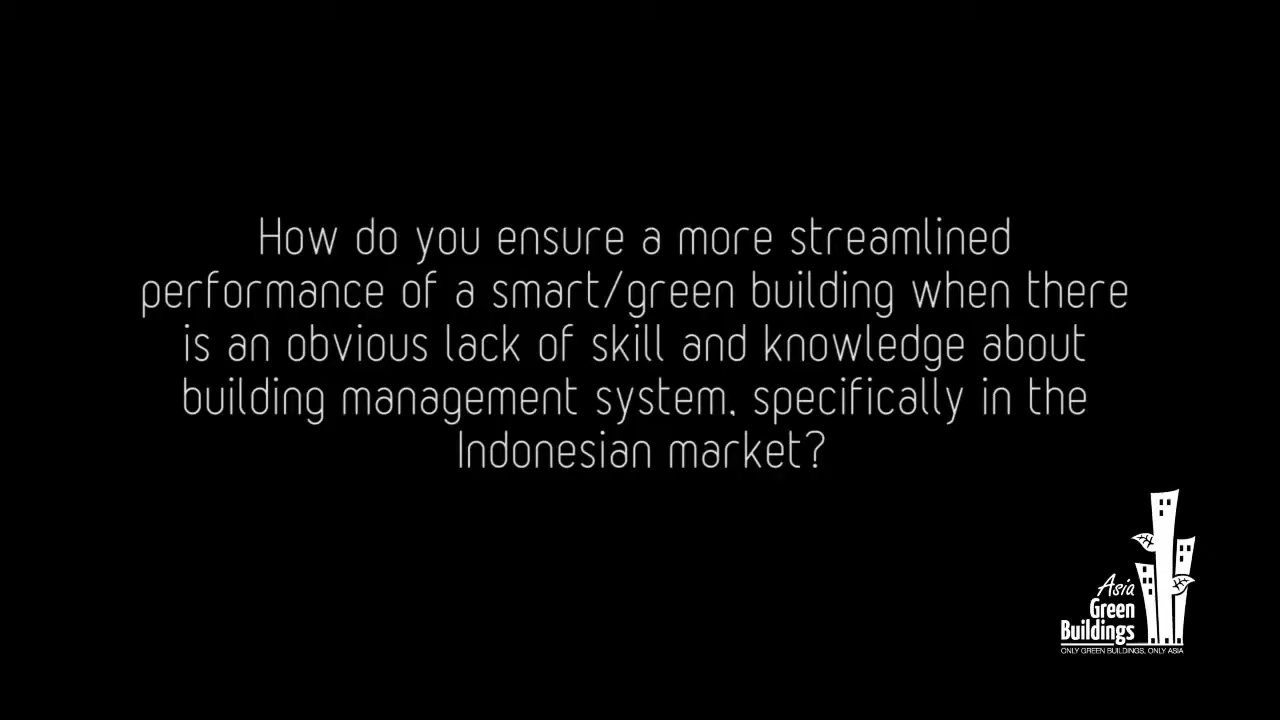 How do you ensure a more streamlined
performance of a smart/green building when there
is an obvious lack of skill and knowledge about
building management system, specifically in the
Indonesian market?
Asia
Green
Buildings
ONLY GREEN BUILDINGS. ONLY ASIA